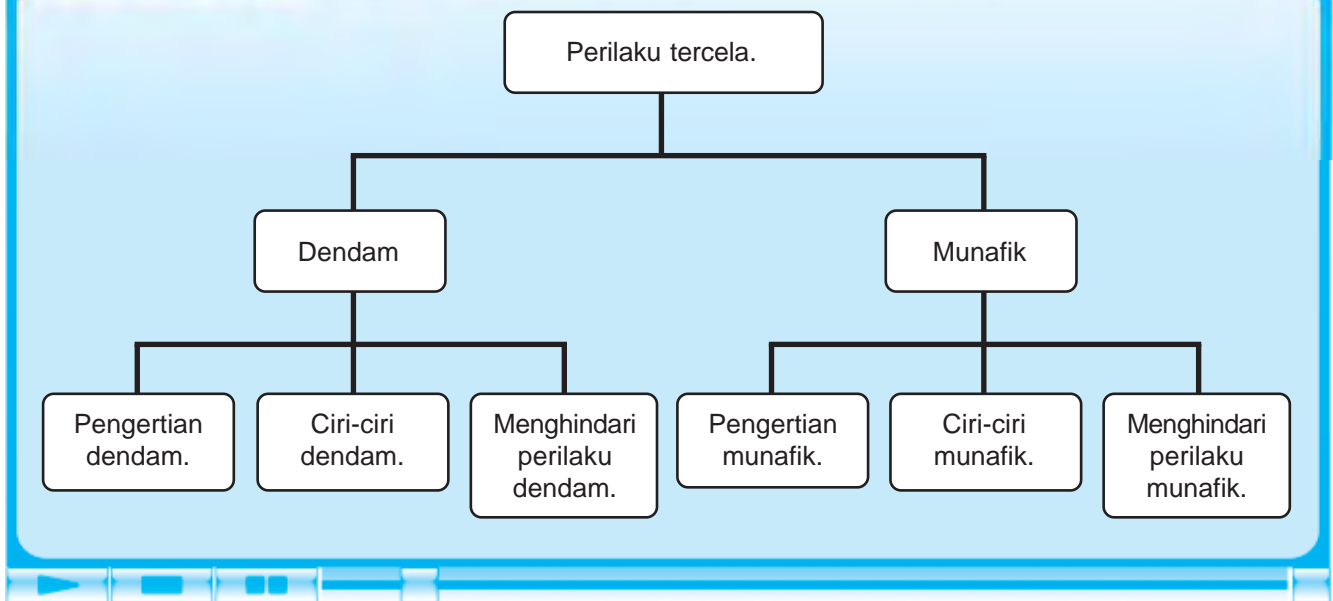 Perilaku tercela.
Dendam
Munafik
Pengertian
dendam.
Ciri-ciri
dendam.
Menghindari
perilaku
dendam.
Pengertian
munafik.
Ciri-ciri
munafik.
Menghindari
perilaku
munafik.